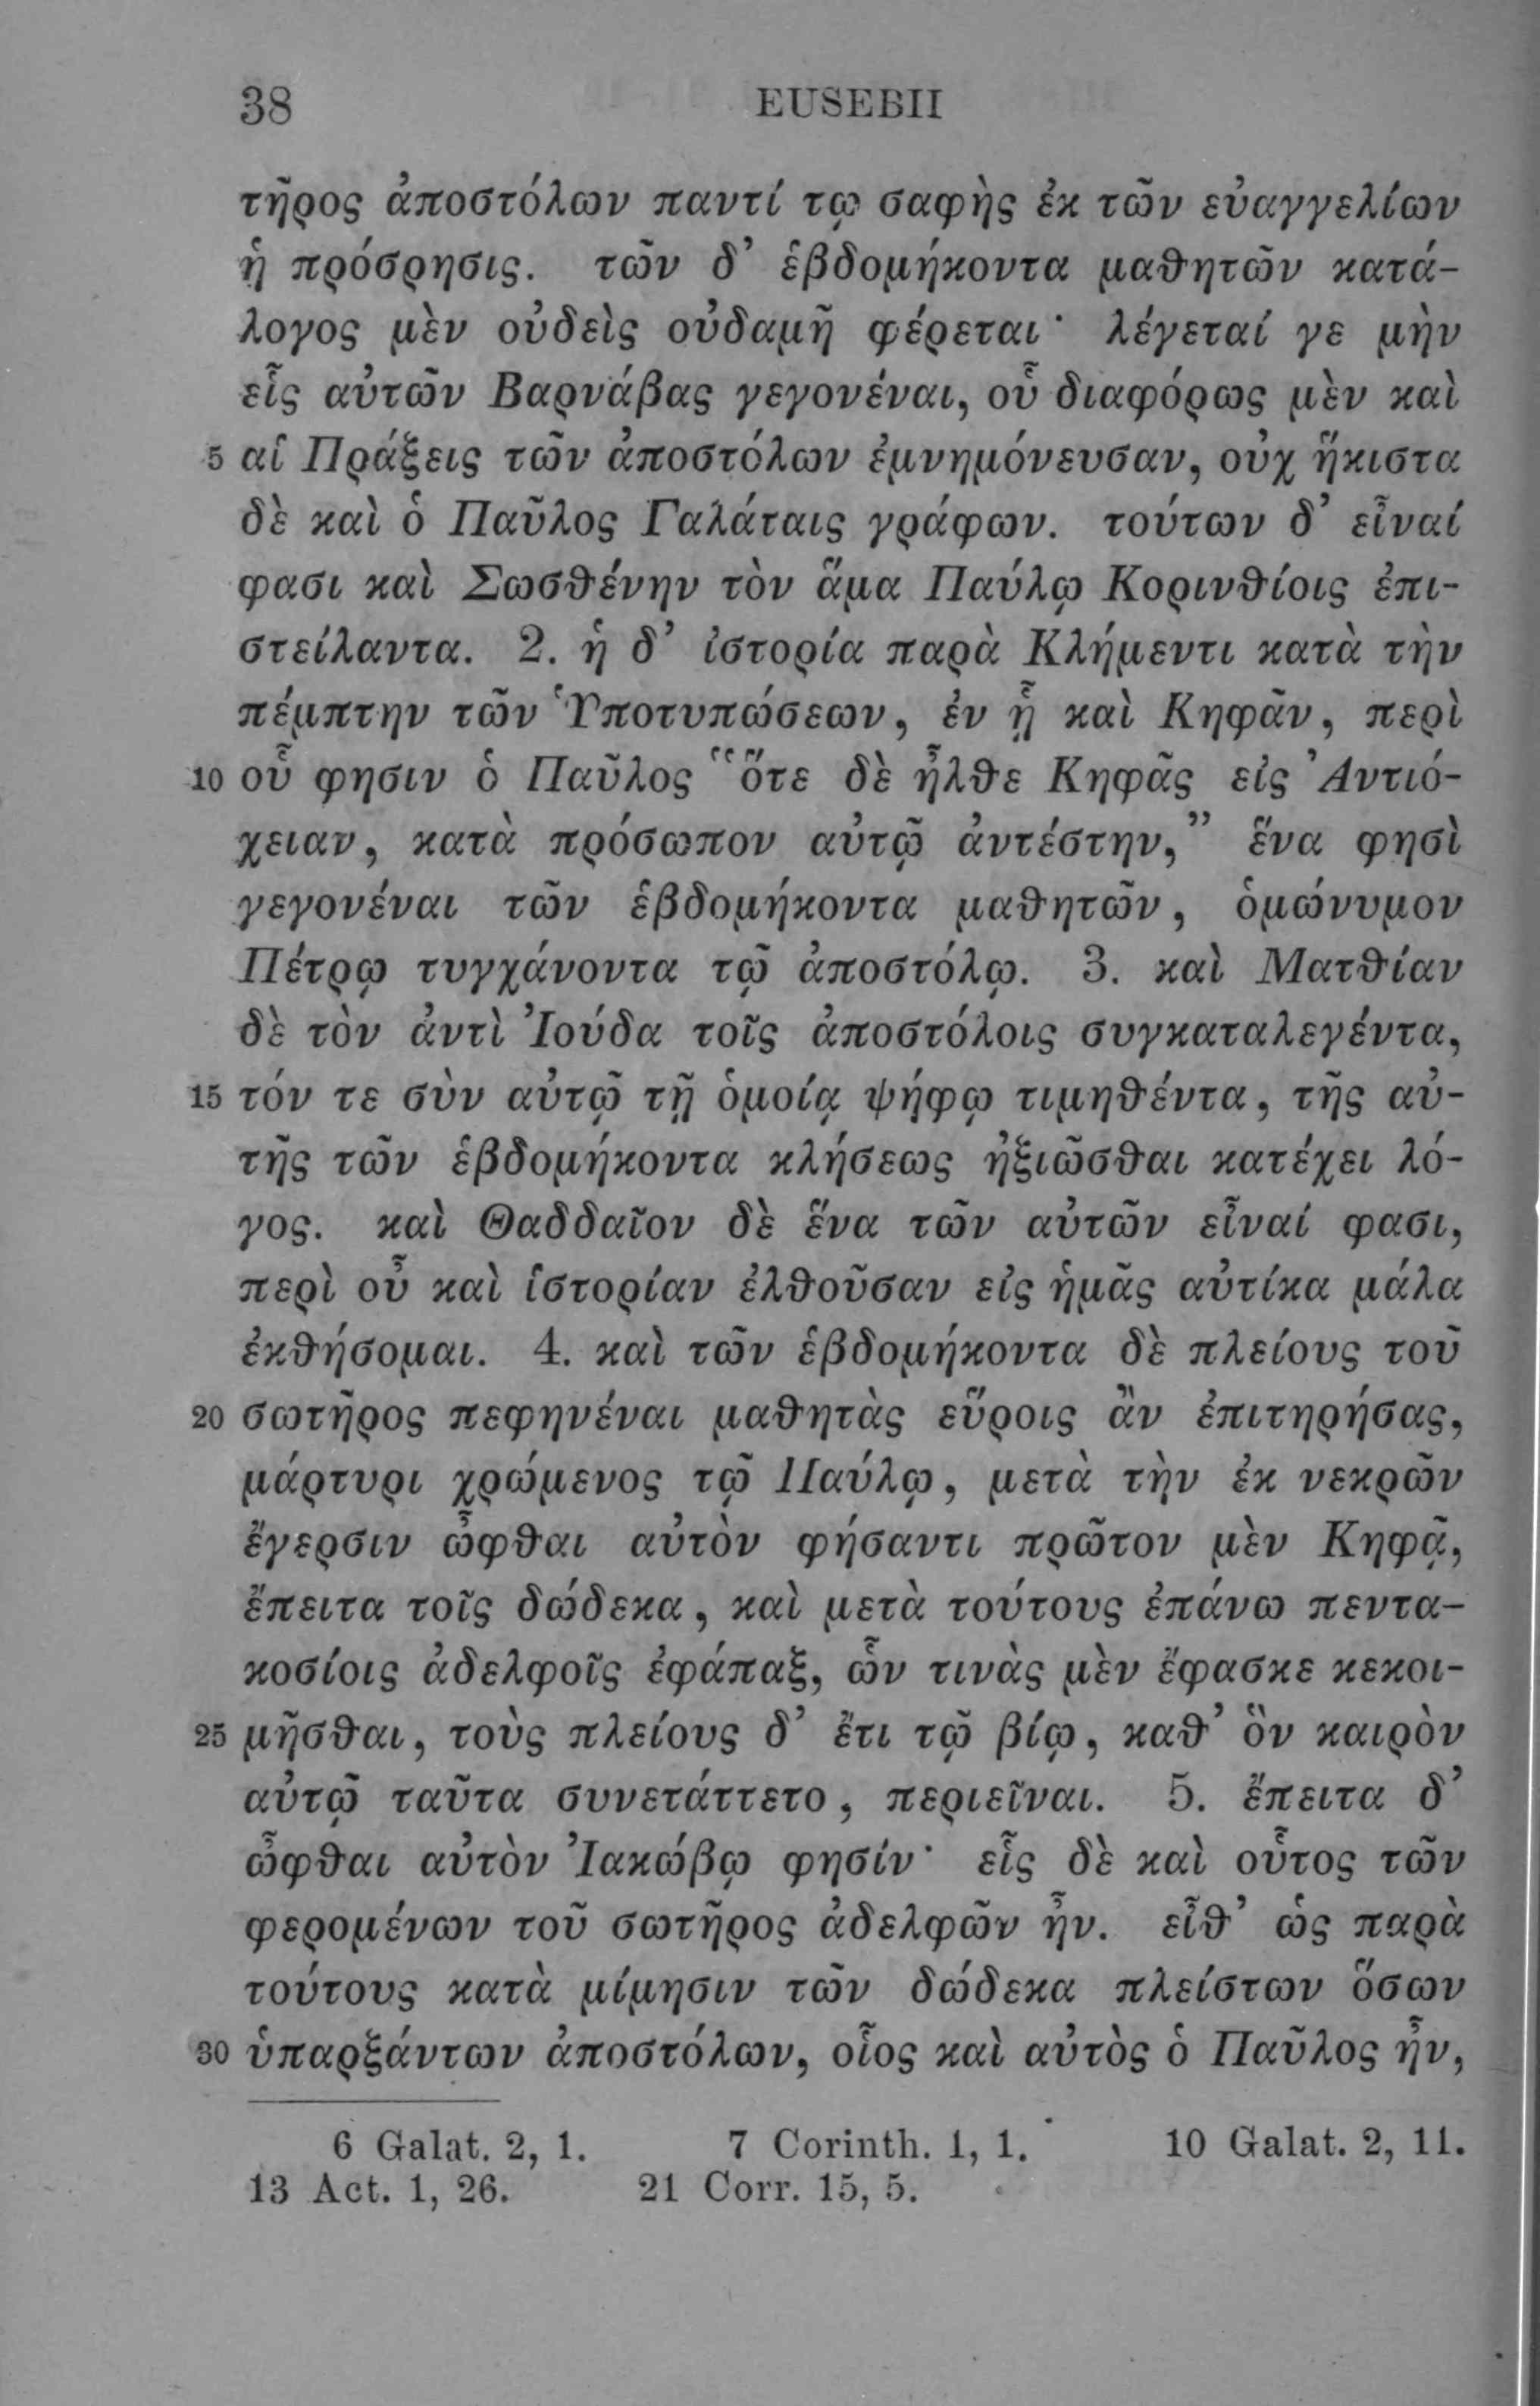 38 EUSEBII
τῆρος ἀποστόλων παντί τῳ σαφὴς ἐκ τῶν εὐαγγελίων
ἡ πρόσρησις. τῶν δ’ ἑβδομήκοντα μαθητῶν κατά-
λογος μὲν οὐδεὶς οὐδαμῆ φέρεται· λέγεταί γε μὴν
εἷς αὐτῶν Βαρνάβας γεγονέναι, οὗ διαφόρως μὲν καὶ
5 αἱ Πράξεις τῶν ἀποστόλων ἐμνημόνευσαν, οὐχ ἥκιστα
δὲ καὶ ὁ Παῦλος Γαλάταις γράφων. τούτων δ’ εἶναί
φασι καὶ Σωσθένην τὸν ἅμα Παύλῳ Κορινθίοις ἐπι-
στείλαντα. 2. ἡ δ’ ἱστορία παρὰ Κλήμεντι κατὰ τὴν
πέμπτην τῶν Ὑποτυπώσεων, ἐν ᾗ καὶ Κηφᾶν, περὶ
10 οὗ φησιν ὁ Παῦλος “ὅτε δὲ ἦλθε Κηφᾶς εἰς Ἀντιό-
χειαν, κατὰ πρόσωπον αὐτῷ ἀντέστην,” ἕνα φησὶ
γεγονέναι τῶν ἑβδομήκοντα μαθητῶν, ὁμώνυμον
Πέτρῳ τυγχάνοντα τῷ ἀποστόλῳ. 3. καὶ Ματθίαν
δὲ τὸν ἀντὶ Ἰούδα τοῖς ἀποστόλοις συγκαταλεγέντα,
15 τόν τε σὺν αὐτῷ τῇ ὁμοίᾳ ψήφῳ τιμηθέντα, τῆς αὐ-
τῆς τῶν ἑβδομήκοντα κλήσεως ἠξιῶσθαι κατέχει λό-
γος. καὶ Θαδδαῖον δὲ ἕνα τῶν αὐτῶν εἶναί φασι,
περὶ οὗ καὶ ἱστορίαν ἐλθοῦσαν εἰς ἡμᾶς αὐτίκα μάλα
ἐκθήσομαι. 4. καὶ τῶν ἑβδομήκοντα δὲ πλείους τοῦ
20 σωτῆρος πεφηνέναι μαθητὰς εὕροις ἂν ἐπιτηρήσας,
μάρτυρι χρώμενος τῷ Παύλῳ, μετὰ τὴν ἐκ νεκρῶν
ἔγερσιν ὦφθαι αὐτὸν φήσαντι πρῶτον μὲν Κηφᾷ,
ἔπειτα τοῖς δώδεκα, καὶ μετὰ τούτους ἐπάνω πεντα-
κοσίοις ἀδελφοῖς ἐφάπαξ, ὧν τινὰς μὲν ἔφασκε κεκοι-
25 μῆσθαι, τοὺς πλείους δ’ ἔτι τῷ βίῳ, καθ’ ὃν καιρὸν
αὐτῷ ταῦτα συνετάττετο, περιεῖναι. 5. ἔπειτα δ’
ὦφθαι αὐτὸν Ἰακώβῳ φησίν· εἷς δὲ καὶ οὗτος τῶν
φερομένων τοῦ σωτῆρος ἀδελφῶν ἦν. εἶθ’ ὡς παρὰ
τούτους κατὰ μίμησιν τῶν δώδεκα πλείστων ὅσων
30 ὑπαρξάντων ἀποστόλων, οἷος καὶ αὐτὸς ὁ Παῦλος ἦν,
6 Galat. 2, 1. 7 Corinth. 1, 1. 10 Galat. 2, 11.
13 Act. 1, 26. 21 Corr. 15, 5.